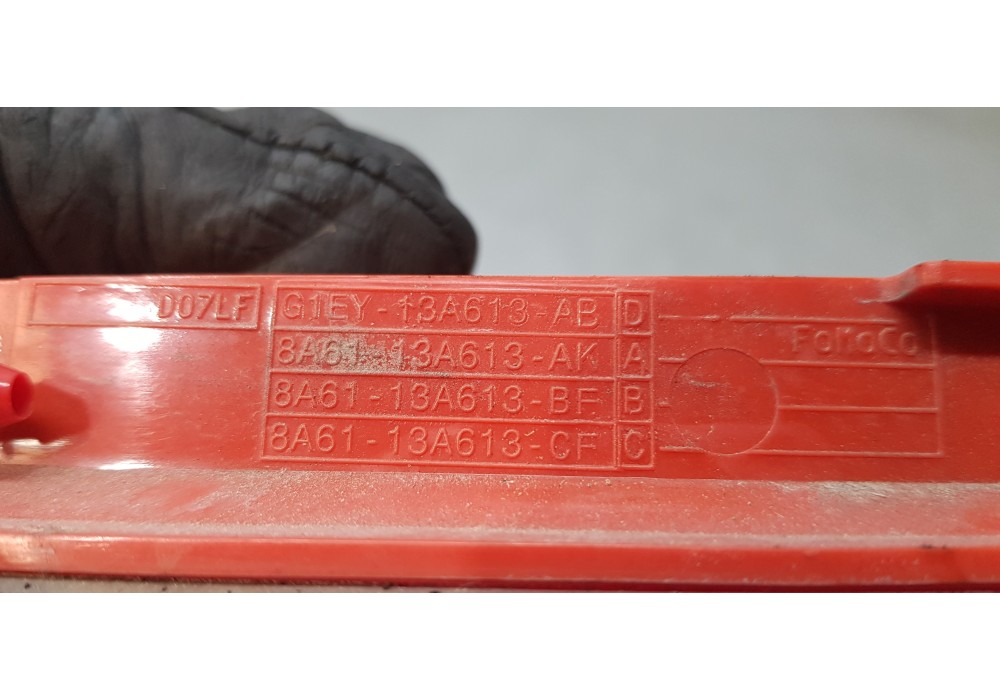 D07LF G1EY-13A613-AB D FoMoCo
8A61-13A613-AK A
8A61-13A613-BF B
8A61-13A613-CF C